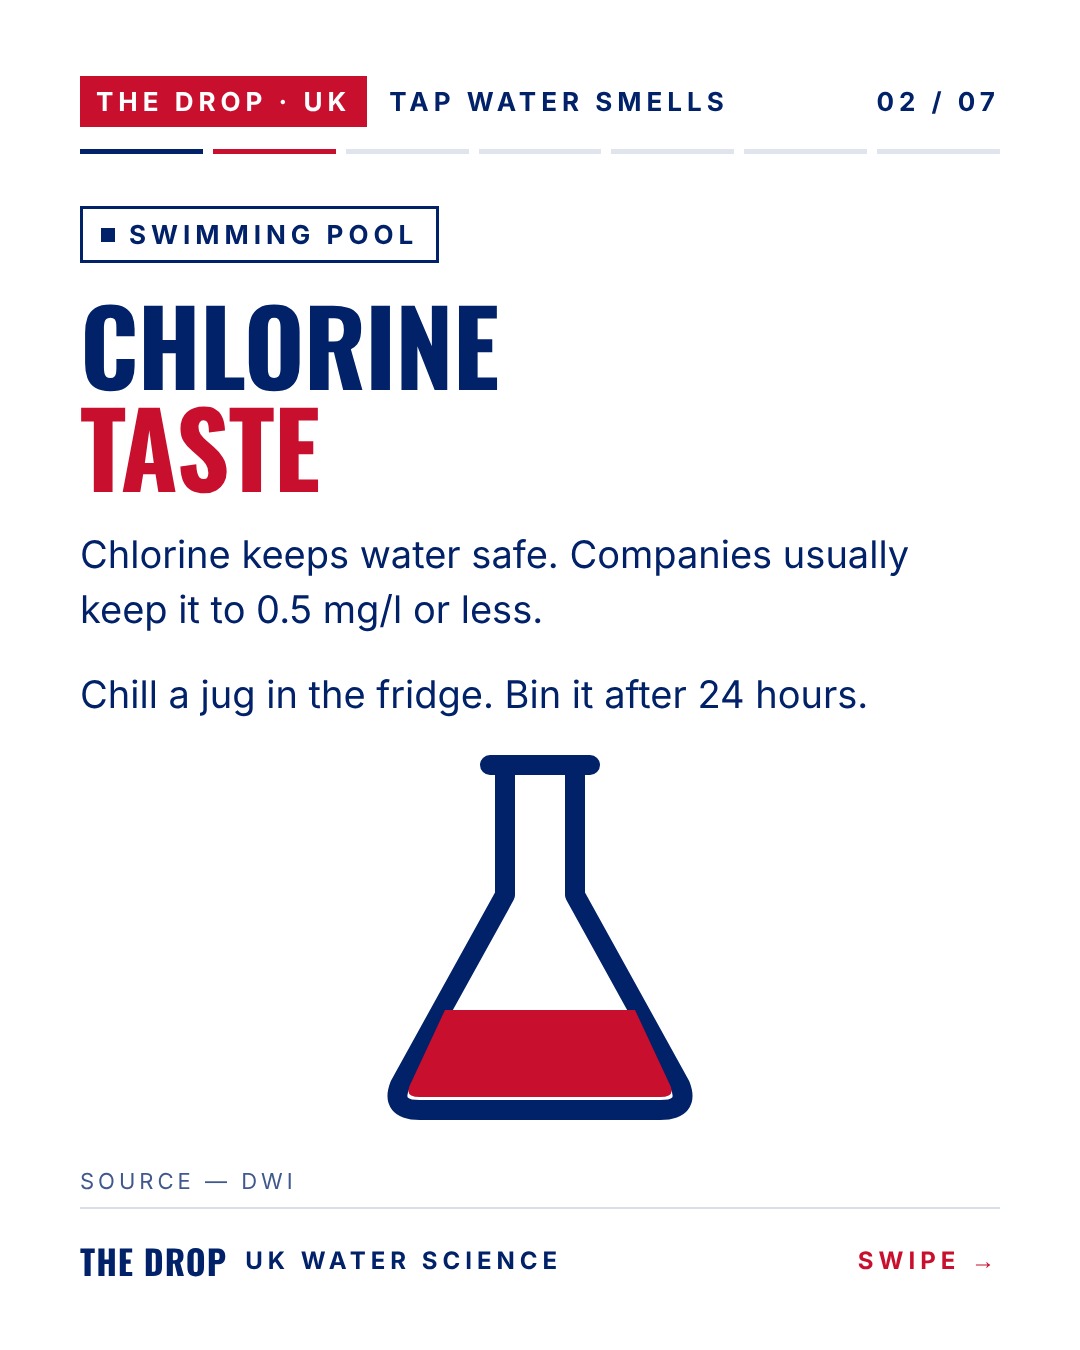 THE DROP · UK TAP WATER SMELLS 02 / 07
SWIMMING POOL
CHLORINE
TASTE
Chlorine keeps water safe. Companies usually
keep it to 0.5 mg/l or less.
Chill a jug in the fridge. Bin it after 24 hours.
SOURCE — DWI
THE DROP UK WATER SCIENCE SWIPE →